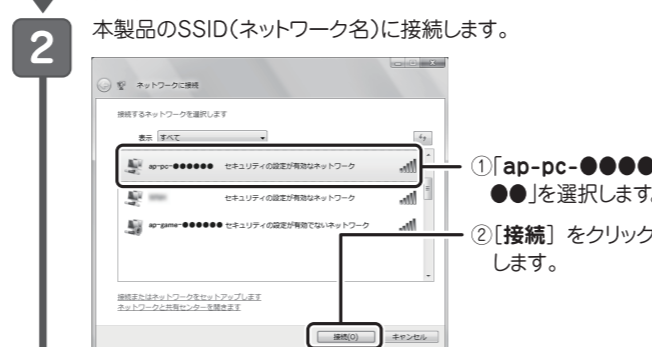 2
本製品のSSID(ネットワーク名)に接続します。
ネットワークに接続
接続するネットワークを選択します
表示 すべて
ap-pc-●●●●●● セキュリティの設定が有効なネットワーク
セキュリティの設定が有効なネットワーク
ap-game-●●●●●● セキュリティの設定が有効でないネットワーク
接続またはネットワークをセットアップします
ネットワークと共有センターを開きます
接続(O) キャンセル
①「ap-pc-●●●●
●●」を選択します。
②[接続] をクリック
します。